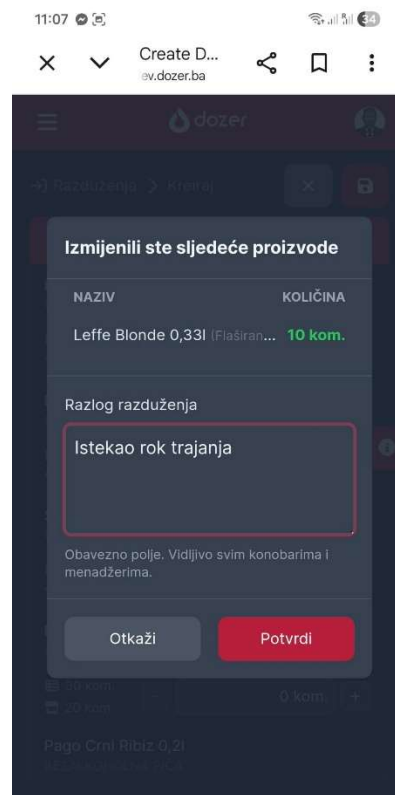 11:07
34
Create D...
ev.dozer.ba
dozer
Razduženja > Kreiraj
Izmijenili ste sljedeće proizvode
NAZIV KOLIČINA
Leffe Blonde 0,33l (Flaširan... 10 kom.
Razlog razduženja
Istekao rok trajanja
Obavezno polje. Vidljivo svim konobarima i
menadžerima.
Otkaži Potvrdi
30 kom
20 kom
0 kom.
Pago Crni Ribiz 0,2l